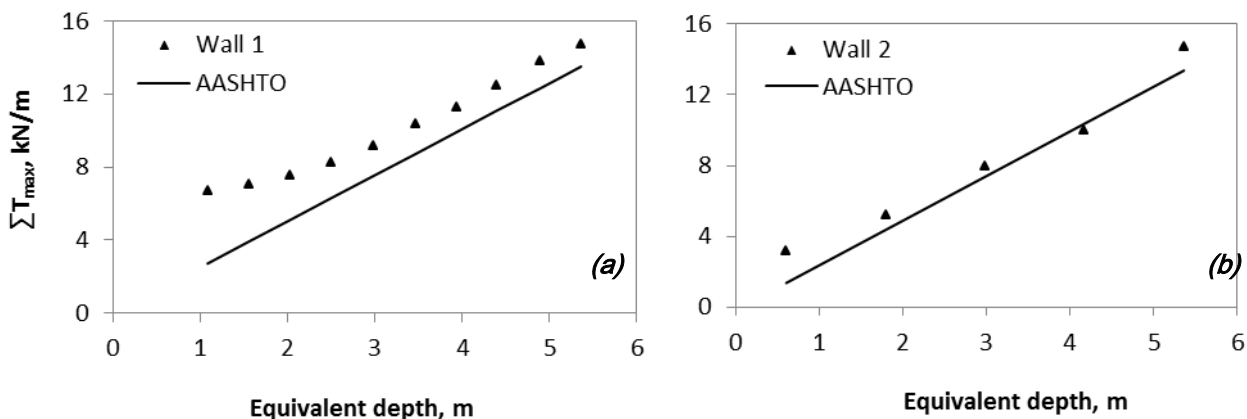 16
12
8
4
0
∑Tmax, kN/m
Wall 1
AASHTO
(a)
0 1 2 3 4 5 6
Equivalent depth, m
16
12
8
4
0
Wall 2
AASHTO
(b)
0 1 2 3 4 5 6
Equivalent depth, m